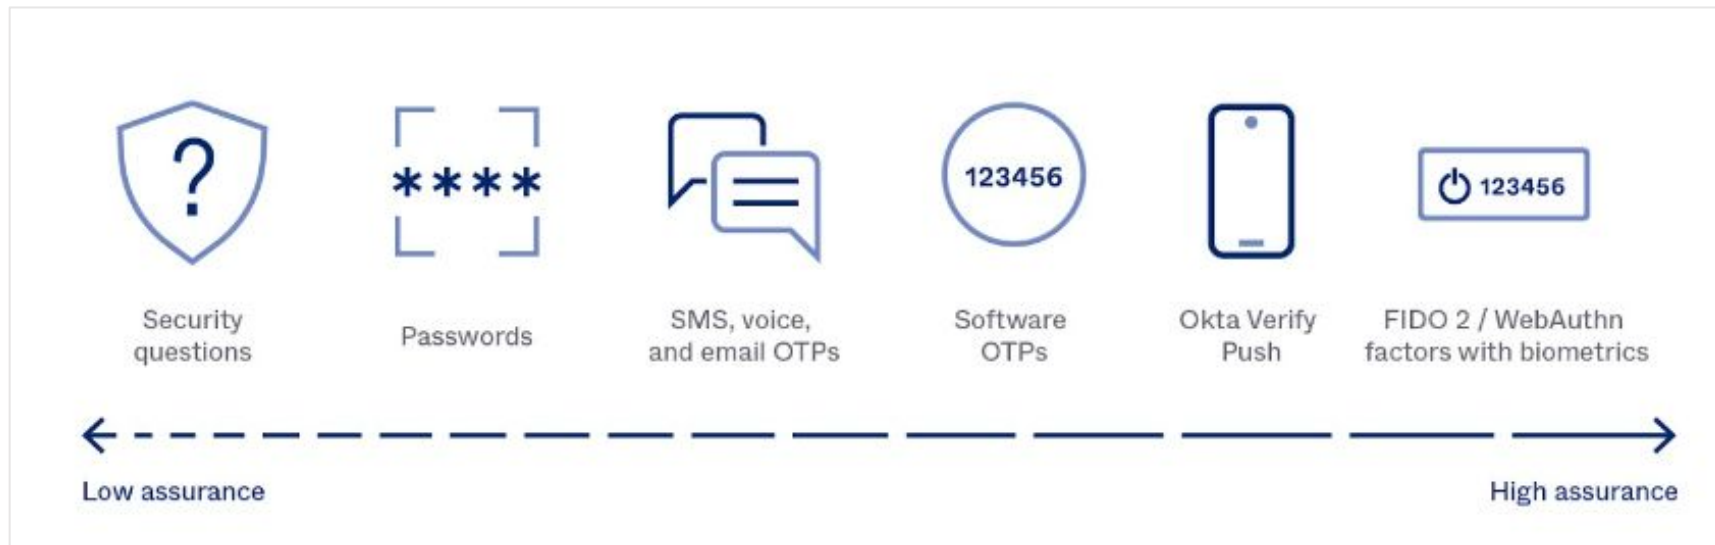 ?
****
123456
123456
Security
questions
Passwords
SMS, voice,
and email OTPs
Software
OTPs
Okta Verify
Push
FIDO 2 / WebAuthn
factors with biometrics
Low assurance
High assurance